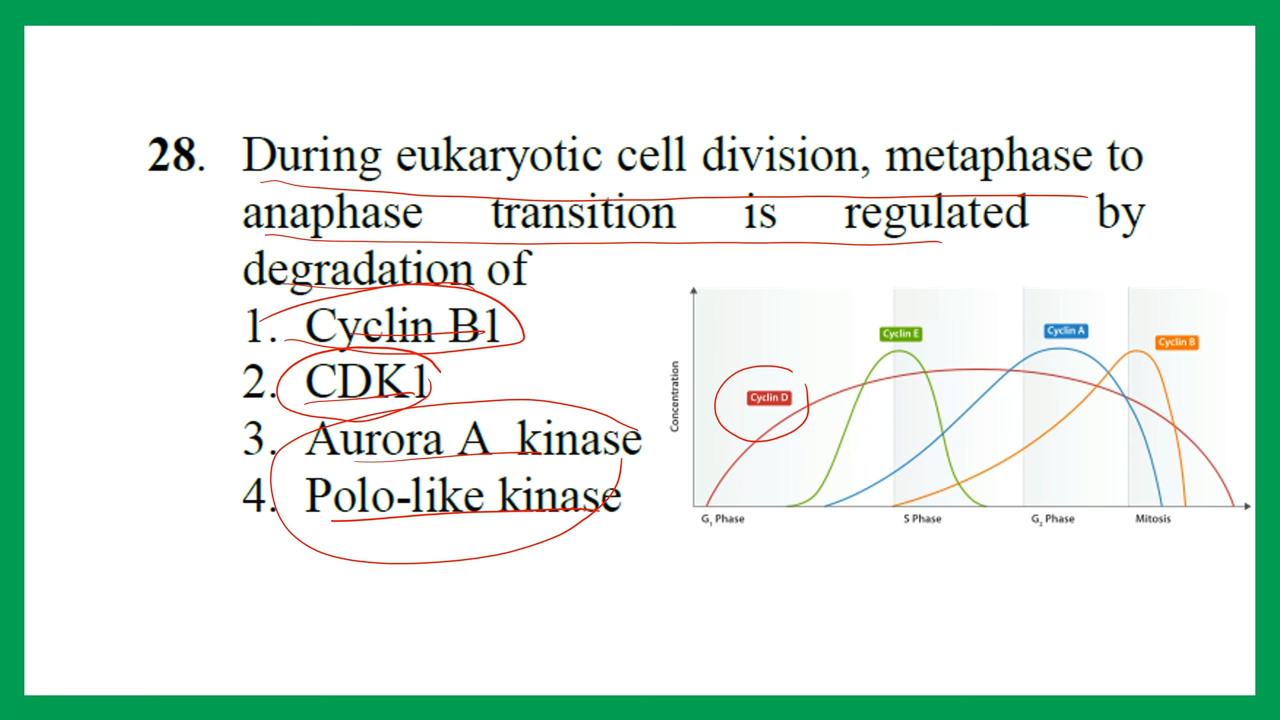 28. During eukaryotic cell division, metaphase to
anaphase transition is regulated by
degradation of
1. Cyclin B1
2. CDK1
3. Aurora A kinase
4. Polo-like kinase
Concentration
Cyclin D
Cyclin E
Cyclin A
Cyclin B
G1 Phase
S Phase
G2 Phase
Mitosis